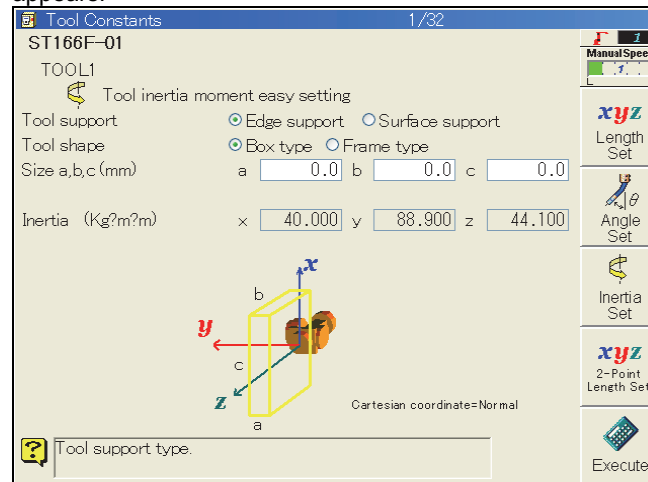 appears.
Tool Constants 1/32
ST166F-01
1
Manual Spee
TOOL1
1
L
Tool inertia moment easy setting
Tool support Edge support Surface support
Tool shape Box type Frame type
Size a,b,c(mm) a 0.0 b 0.0 c 0.0
Inertia (Kg?m?m) x 40.000 y 88.900 z 44.100
x
b
y
c
z
a
Cartesian coordinate=Normal
? Tool support type.
xyz
Length
Set
θ
Angle
Set
Inertia
Set
xyz
2-Point
Length Set
Execute